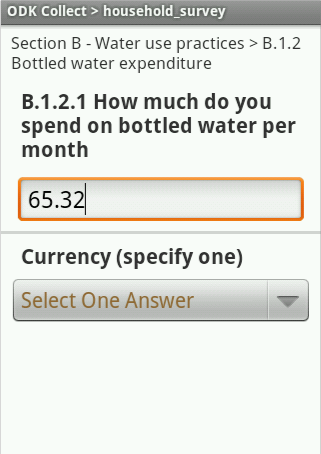 ODK Collect > household_survey
Section B - Water use practices > B.1.2
Bottled water expenditure
B.1.2.1 How much do you
spend on bottled water per
month
65.32
Currency (specify one)
Select One Answer